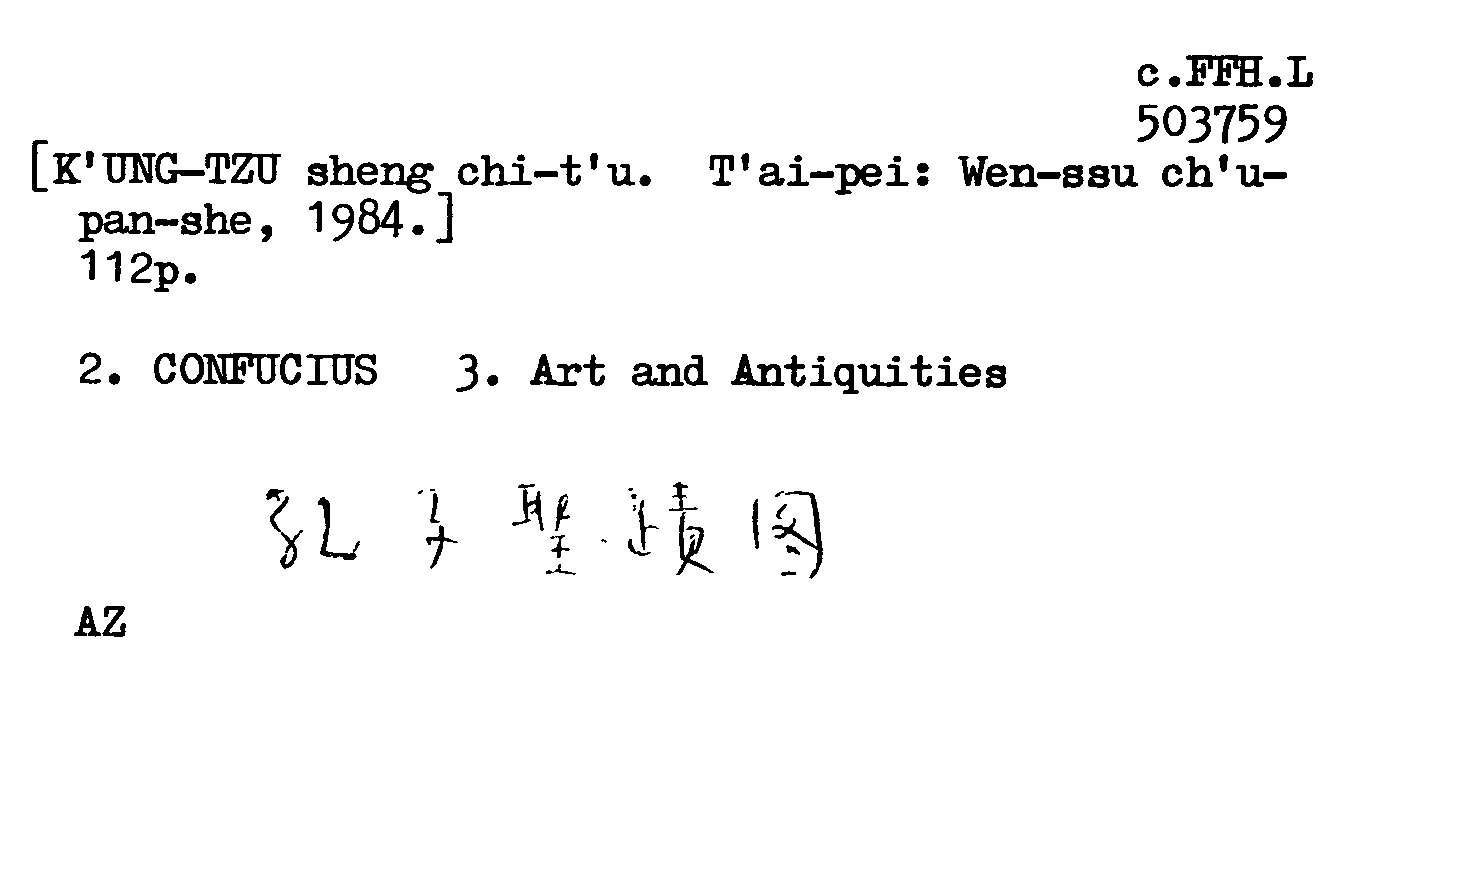 c.FFH.L
503759
[K'UNG-TZU sheng chi-t'u. T'ai-pei: Wen-ssu ch'u-
pan-she, 1984.]
112p.
2. CONFUCIUS 3. Art and Antiquities
孔子聖蹟图
AZ